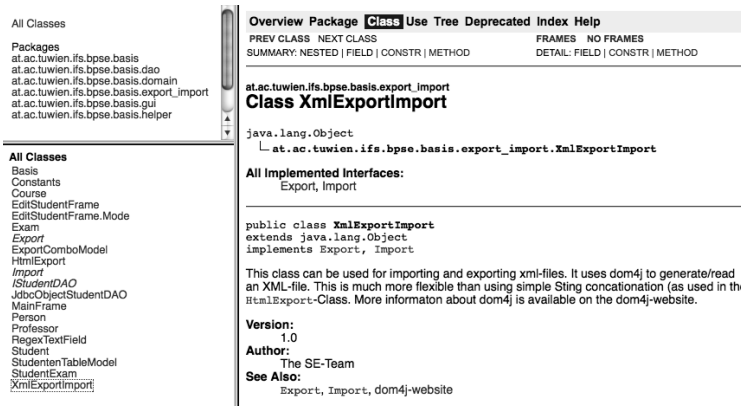 All Classes
Packages
at.ac.tuwien.ifs.bpse.basis
at.ac.tuwien.ifs.bpse.basis.dao
at.ac.tuwien.ifs.bpse.basis.domain
at.ac.tuwien.ifs.bpse.basis.export_import
at.ac.tuwien.ifs.bpse.basis.gui
at.ac.tuwien.ifs.bpse.basis.helper
All Classes
Basis
Constants
Course
EditStudentFrame
EditStudentFrame.Mode
Exam
Export
ExportComboModel
HtmlExport
Import
IStudentDAO
JdbcObjectStudentDAO
MainFrame
Person
Professor
RegexTextField
Student
StudentenTableModel
StudentExam
XmlExportImport
Overview Package Class Use Tree Deprecated Index Help
PREV CLASS NEXT CLASS FRAMES NO FRAMES
SUMMARY: NESTED | FIELD | CONSTR | METHOD DETAIL: FIELD | CONSTR | METHOD
at.ac.tuwien.ifs.bpse.basis.export_import
Class XmlExportImport
java.lang.Object
at.ac.tuwien.ifs.bpse.basis.export_import.XmlExportImport
All Implemented Interfaces:
Export, Import
public class XmlExportImport
extends java.lang.Object
implements Export, Import
This class can be used for importing and exporting xml-files. It uses dom4j to generate/read
an XML-file. This is much more flexible than using simple Sting concationation (as used in th
HtmlExport-Class. More informaton about dom4j is available on the dom4j-website.
Version:
1.0
Author:
The SE-Team
See Also:
Export, Import, dom4j-website